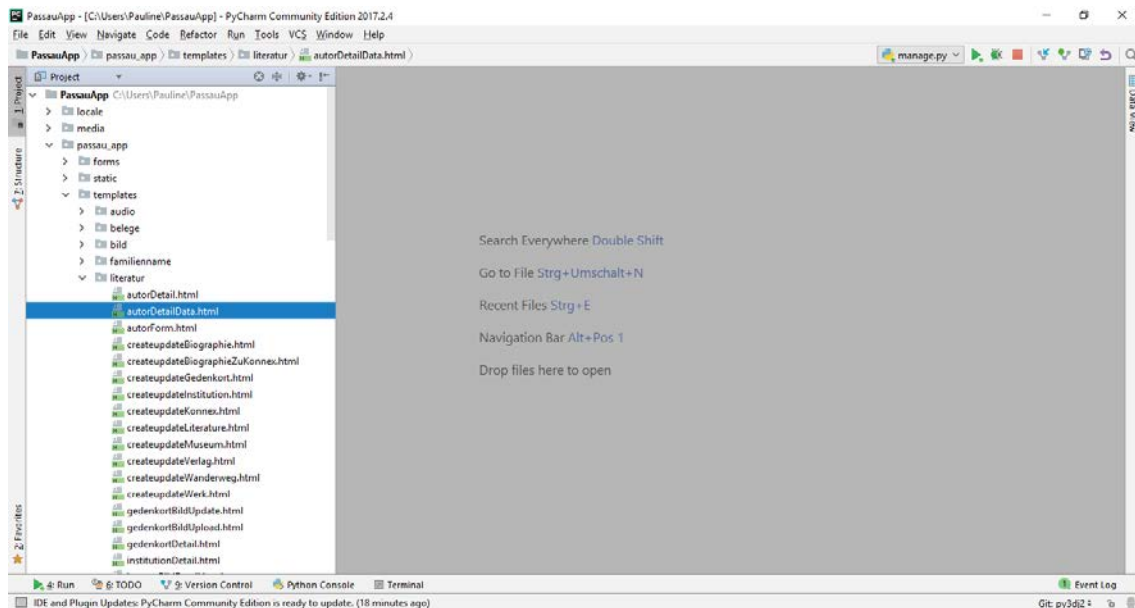 PassauApp - [C:\Users\Pauline\PassauApp] - PyCharm Community Edition 2017.2.4
File Edit View Navigate Code Refactor Run Tools VCS Window Help
PassauApp passau_app templates literatur autorDetailData.html manage.py
Project
1: Project
Data View
PassauApp C:\Users\Pauline\PassauApp
locale
media
passau_app
forms
static
7: Structure
templates
audio
belege
bild
familienname
literatur
autorDetail.html
autorDetailData.html
autorForm.html
createupdateBiographie.html
createupdateBiographieZuKonnex.html
createupdateGedenkort.html
createupdateInstitution.html
createupdateKonnex.html
createupdateLiterature.html
createupdateMuseum.html
createupdateVerlag.html
createupdateWanderweg.html
createupdateWerk.html
gedenkortBildUpdate.html
gedenkortBildUpload.html
gedenkortDetail.html
institutionDetail.html
2: Favorites
Search Everywhere Double Shift
Go to File Strg+Umschalt+N
Recent Files Strg+E
Navigation Bar Alt+Pos 1
Drop files here to open
4: Run 6: TODO 9: Version Control Python Console Terminal 1 Event Log
IDE and Plugin Updates: PyCharm Community Edition is ready to update. (18 minutes ago) Git: py3dj2